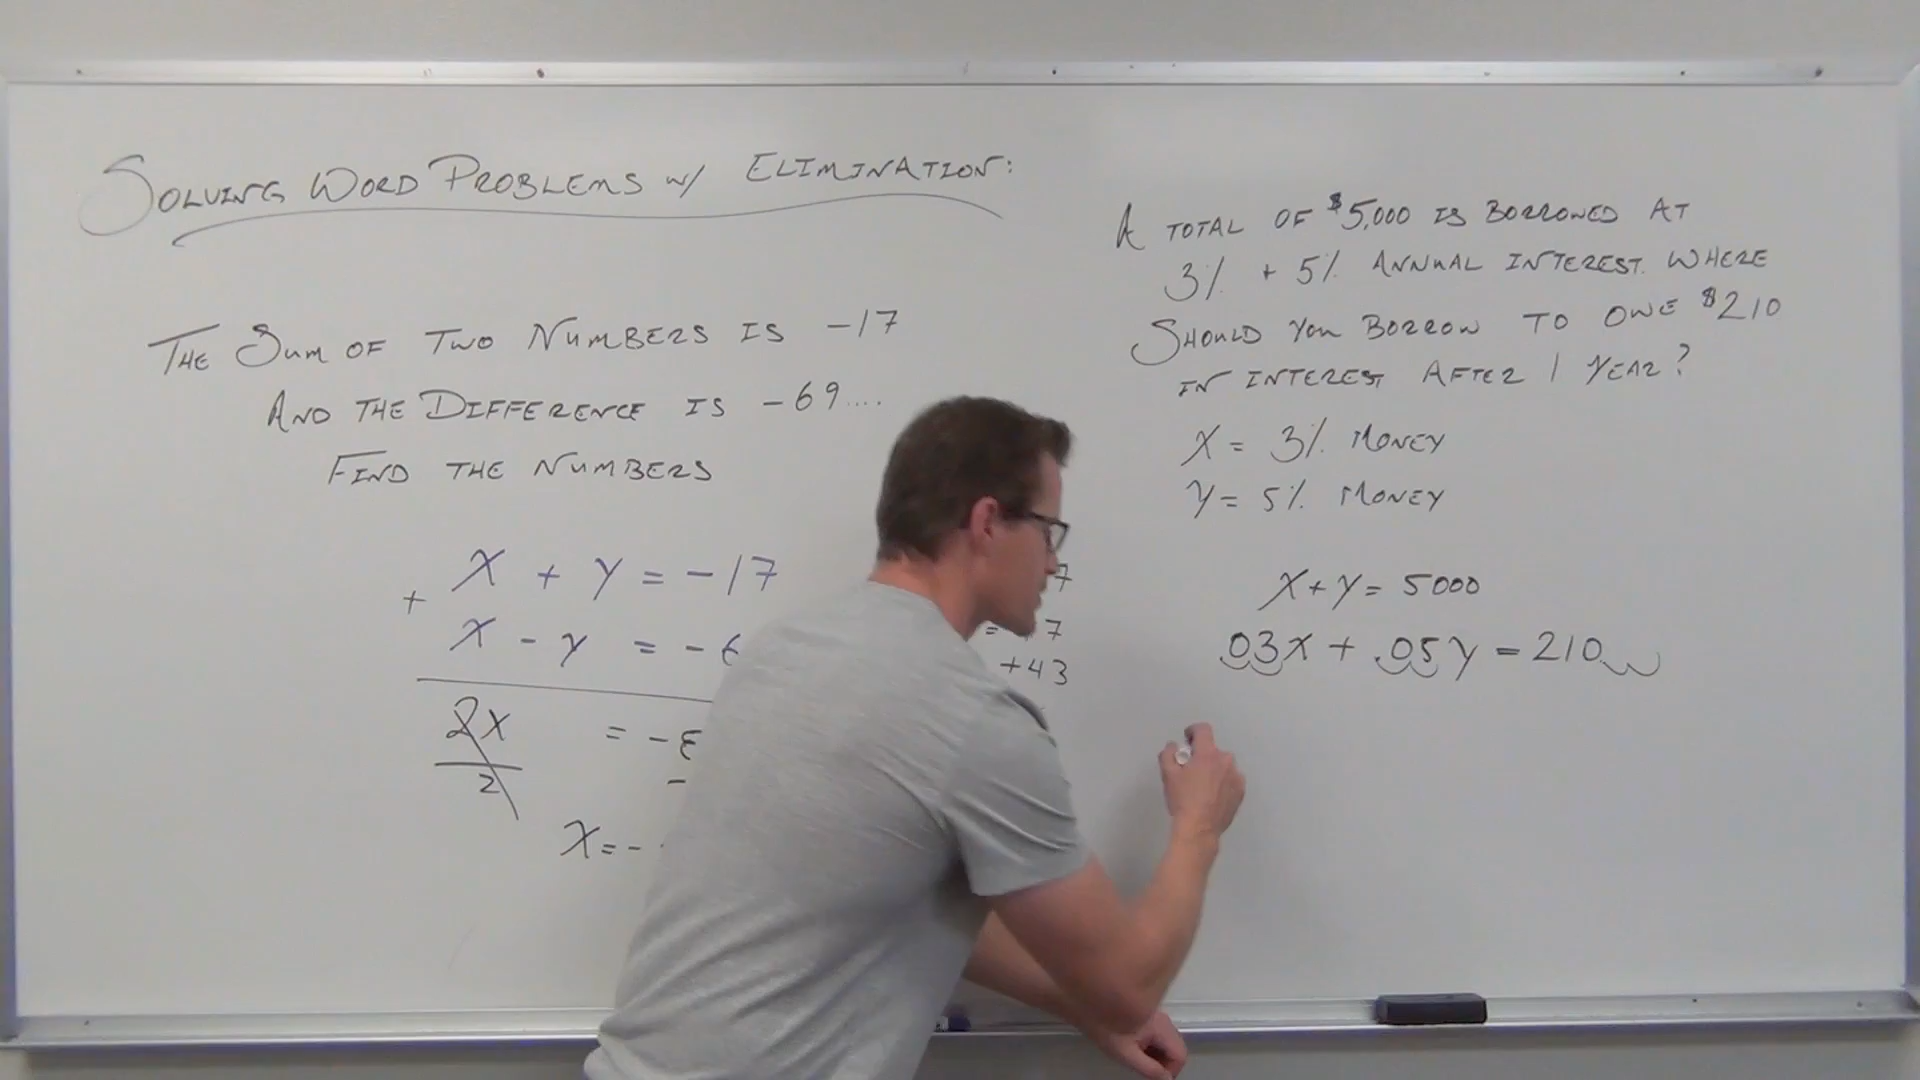 SOLVING WORD PROBLEMS W/ ELIMINATION:
THE SUM OF TWO NUMBERS IS -17
AND THE DIFFERENCE IS -69....
FIND THE NUMBERS
+ X + Y = -17
X - Y = -6
2X = -8
2 -
X = -
7
= 7
+43
A TOTAL OF $5,000 IS BORROWED AT
3% + 5% ANNUAL INTEREST. WHERE
SHOULD YOU BORROW TO OWE $210
IN INTEREST AFTER 1 YEAR?
X = 3% MONEY
Y = 5% MONEY
X+Y= 5000
.03X + .05Y = 210